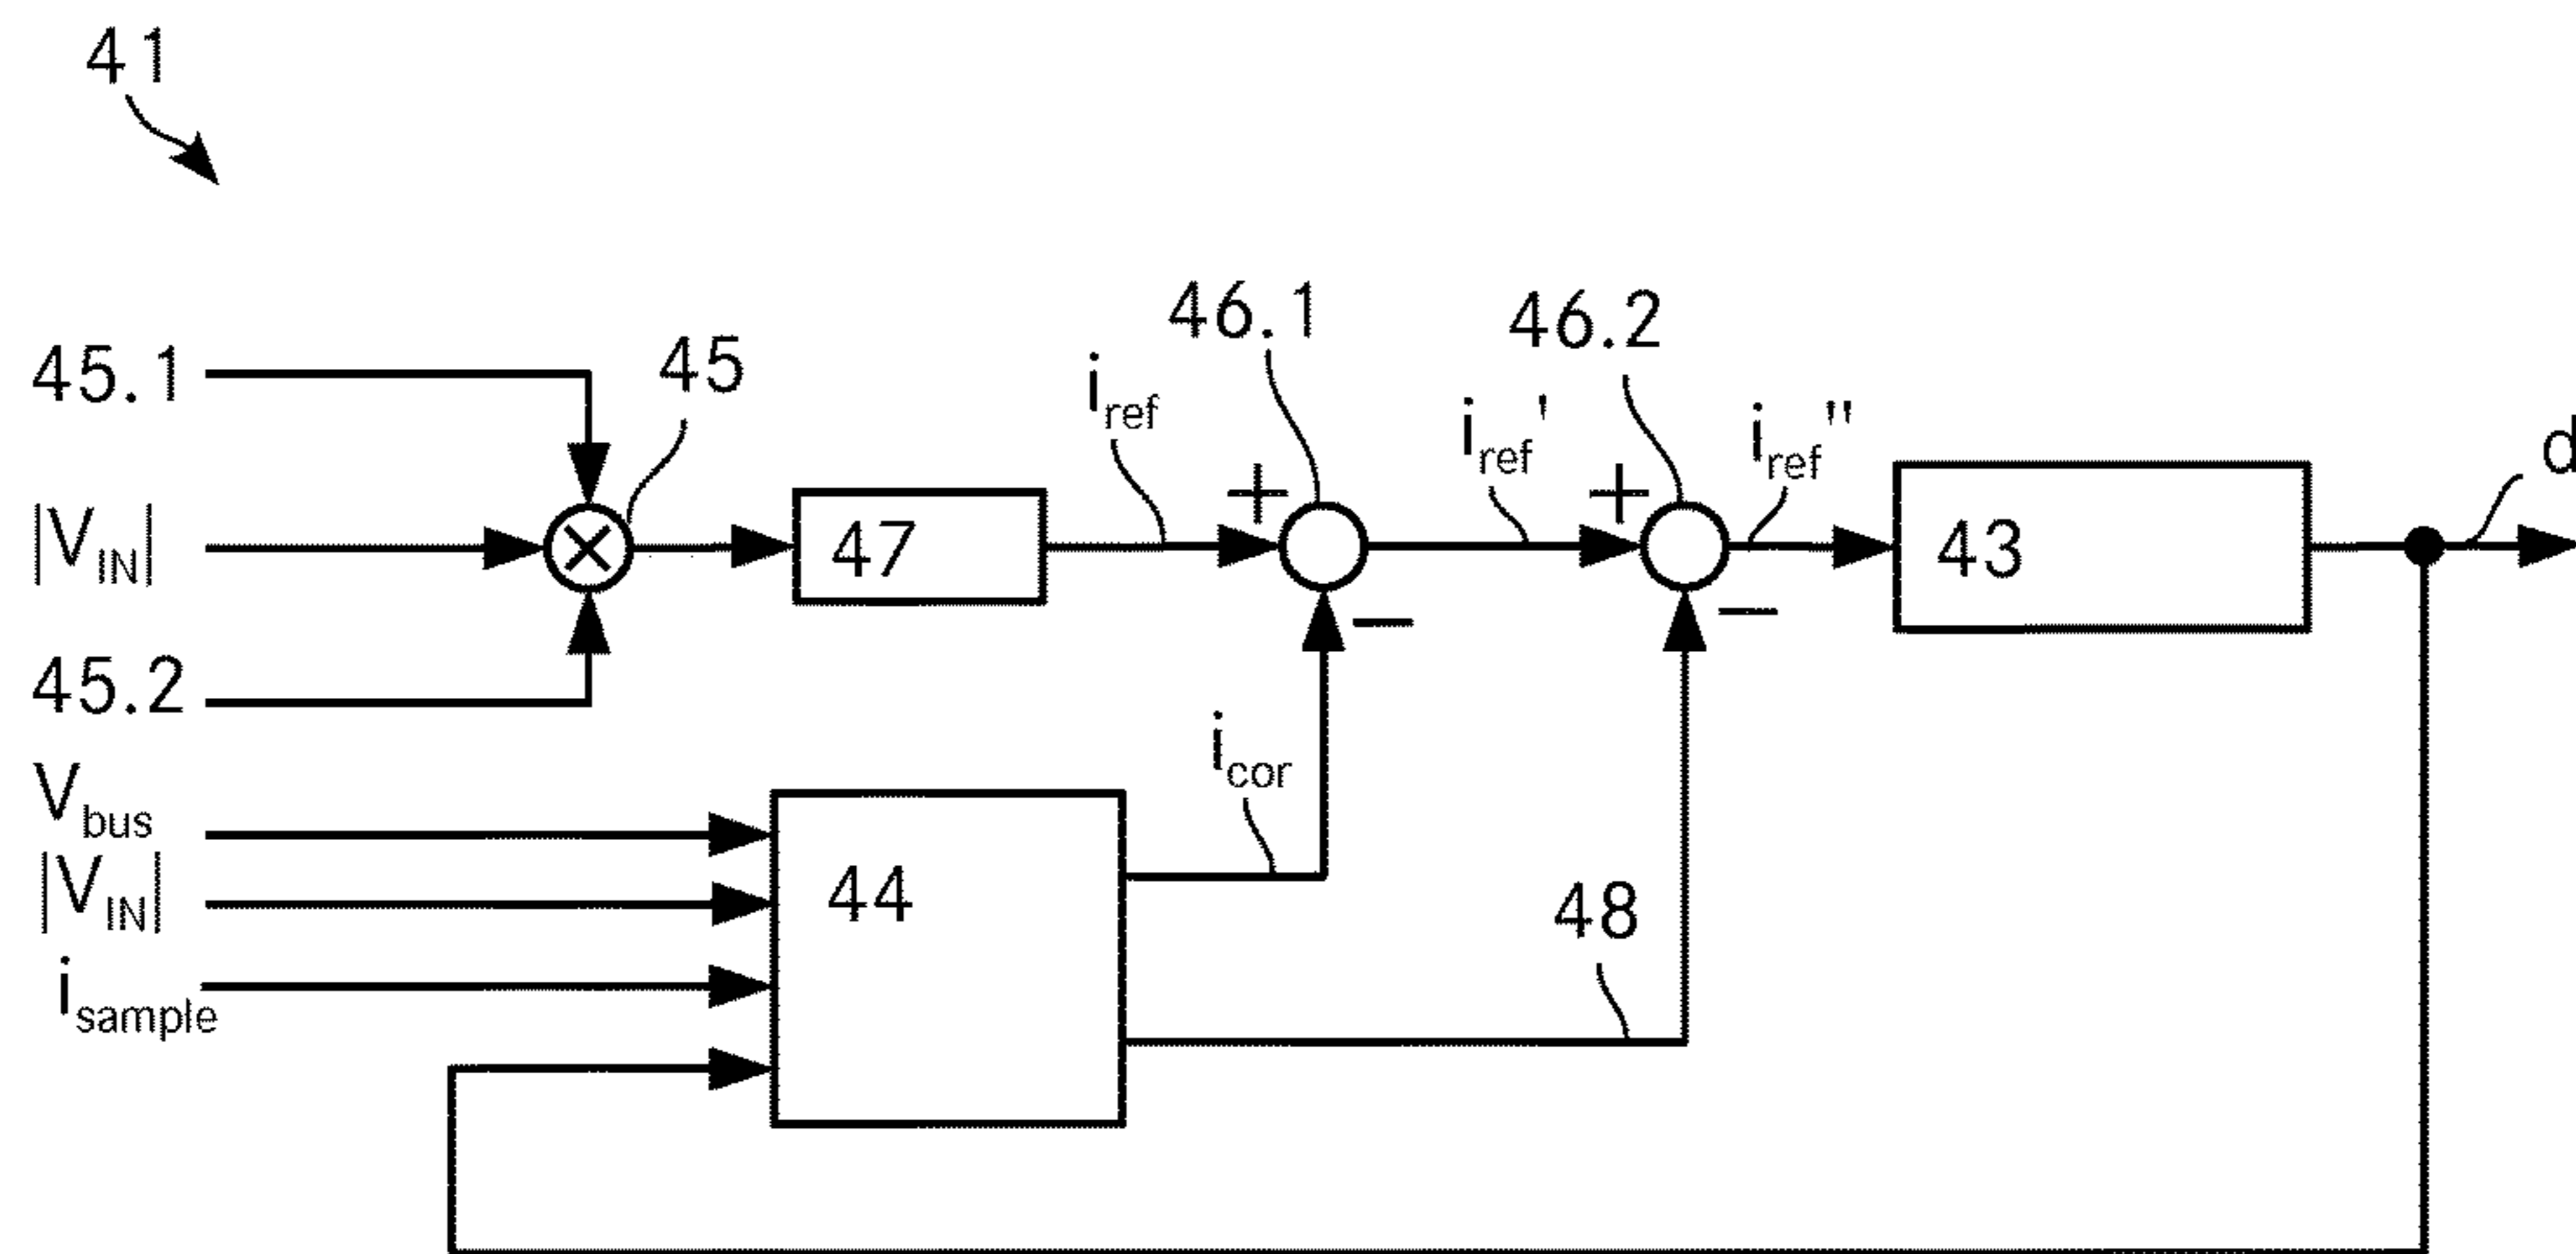 41
46.1
46.2
45
45.1
i_ref
i_ref'
i_ref"
d
|V_IN|
47
+
+
43
−
−
45.2
i_cor
V_bus
|V_IN|
44
48
i_sample